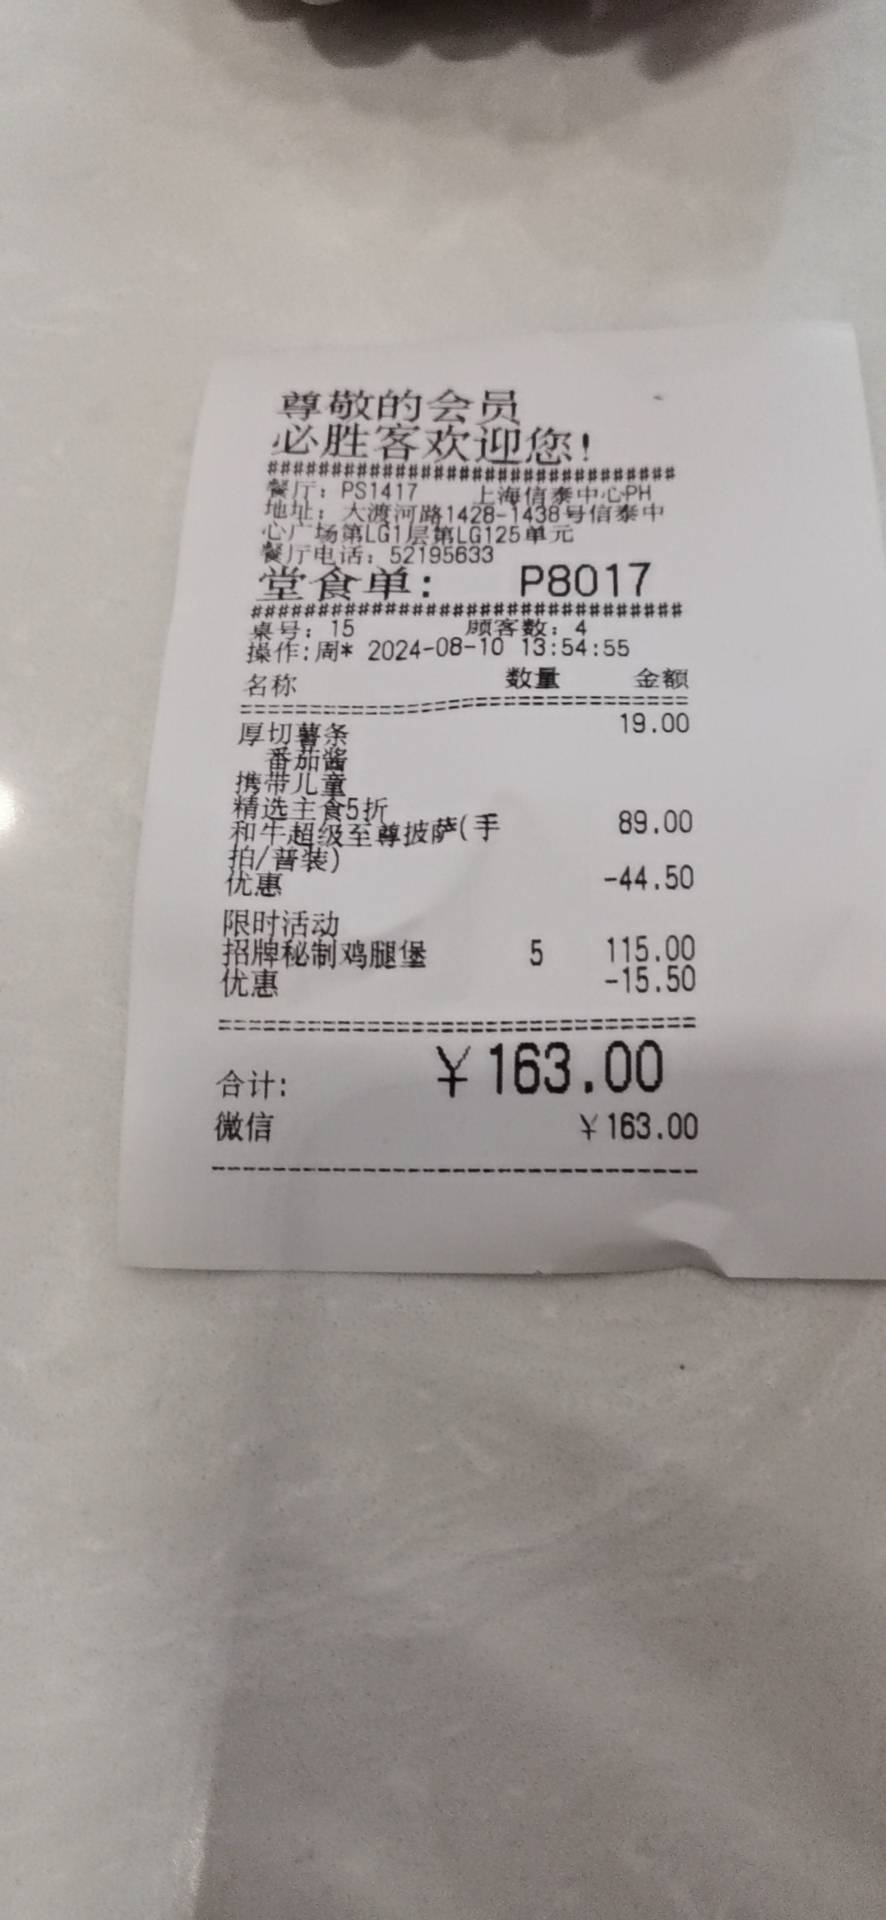 尊敬的会员
必胜客欢迎您!
##################################
餐厅: PS1417 上海信泰中心PH
地址: 大渡河路1428-1438号信泰中
心广场第LG1层第LG125单元
餐厅电话: 52195633
堂食单: P8017
##################################
桌号: 15 顾客数: 4
操作:周* 2024-08-10 13:54:55
名称 数量 金额
==================================
厚切薯条 19.00
番茄酱
携带儿童
精选主食5折
和牛超级至尊披萨(手 89.00
拍/普装)
优惠 -44.50
限时活动
招牌秘制鸡腿堡 5 115.00
优惠 -15.50
==================================
合计: ¥163.00
微信 ¥163.00
----------------------------------